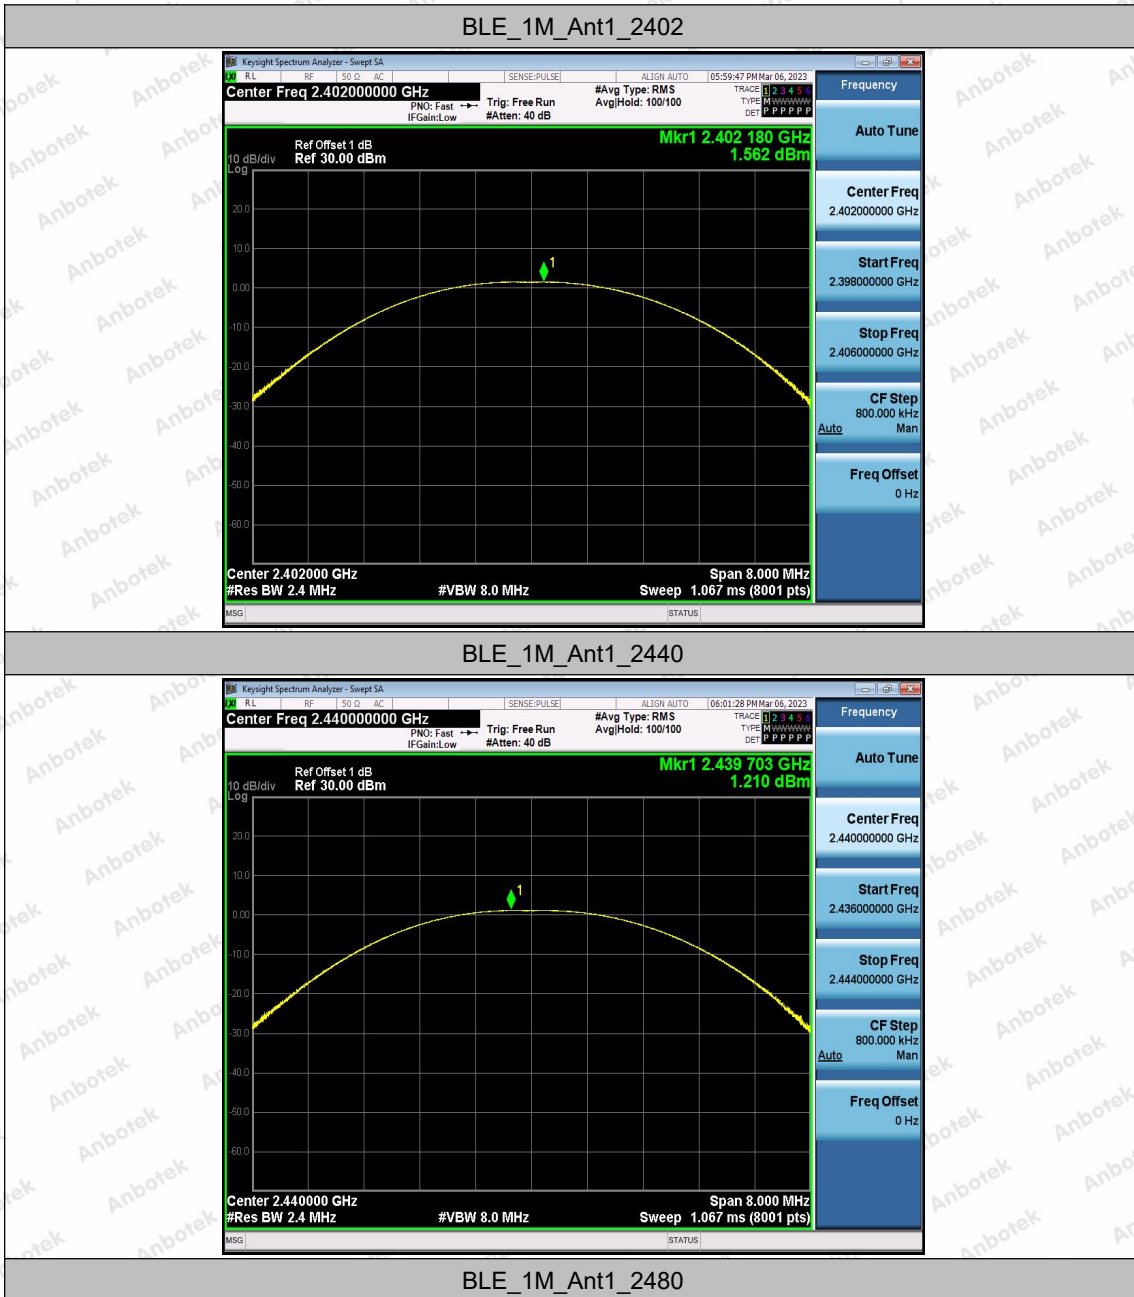 BLE_1M_Ant1_2402
Keysight Spectrum Analyzer - Swept SA
LXI RL RF 50 Ω AC SENSE:PULSE ALIGN AUTO 05:59:47 PM Mar 06, 2023
Center Freq 2.402000000 GHz
PNO: Fast
IFGain:Low
Trig: Free Run
#Atten: 40 dB
#Avg Type: RMS
Avg|Hold: 100/100
TRACE 1 2 3 4 5 6
TYPE M W W W W W
DET P P P P P P
Frequency
Ref Offset 1 dB
10 dB/div Ref 30.00 dBm
Log
Mkr1 2.402 180 GHz
1.562 dBm
Auto Tune
Center Freq
2.402000000 GHz
Start Freq
2.398000000 GHz
Stop Freq
2.406000000 GHz
CF Step
800.000 kHz
Auto Man
Freq Offset
0 Hz
20.0
10.0
0.00
-10.0
-20.0
-30.0
-40.0
-50.0
-60.0
1
Center 2.402000 GHz Span 8.000 MHz
#Res BW 2.4 MHz #VBW 8.0 MHz Sweep 1.067 ms (8001 pts)
MSG STATUS
BLE_1M_Ant1_2440
Keysight Spectrum Analyzer - Swept SA
LXI RL RF 50 Ω AC SENSE:PULSE ALIGN AUTO 06:01:28 PM Mar 06, 2023
Center Freq 2.440000000 GHz
PNO: Fast
IFGain:Low
Trig: Free Run
#Atten: 40 dB
#Avg Type: RMS
Avg|Hold: 100/100
TRACE 1 2 3 4 5 6
TYPE M W W W W W
DET P P P P P P
Frequency
Ref Offset 1 dB
10 dB/div Ref 30.00 dBm
Log
Mkr1 2.439 703 GHz
1.210 dBm
Auto Tune
Center Freq
2.440000000 GHz
Start Freq
2.436000000 GHz
Stop Freq
2.444000000 GHz
CF Step
800.000 kHz
Auto Man
Freq Offset
0 Hz
20.0
10.0
0.00
-10.0
-20.0
-30.0
-40.0
-50.0
-60.0
1
Center 2.440000 GHz Span 8.000 MHz
#Res BW 2.4 MHz #VBW 8.0 MHz Sweep 1.067 ms (8001 pts)
MSG STATUS
BLE_1M_Ant1_2480
Anbotek